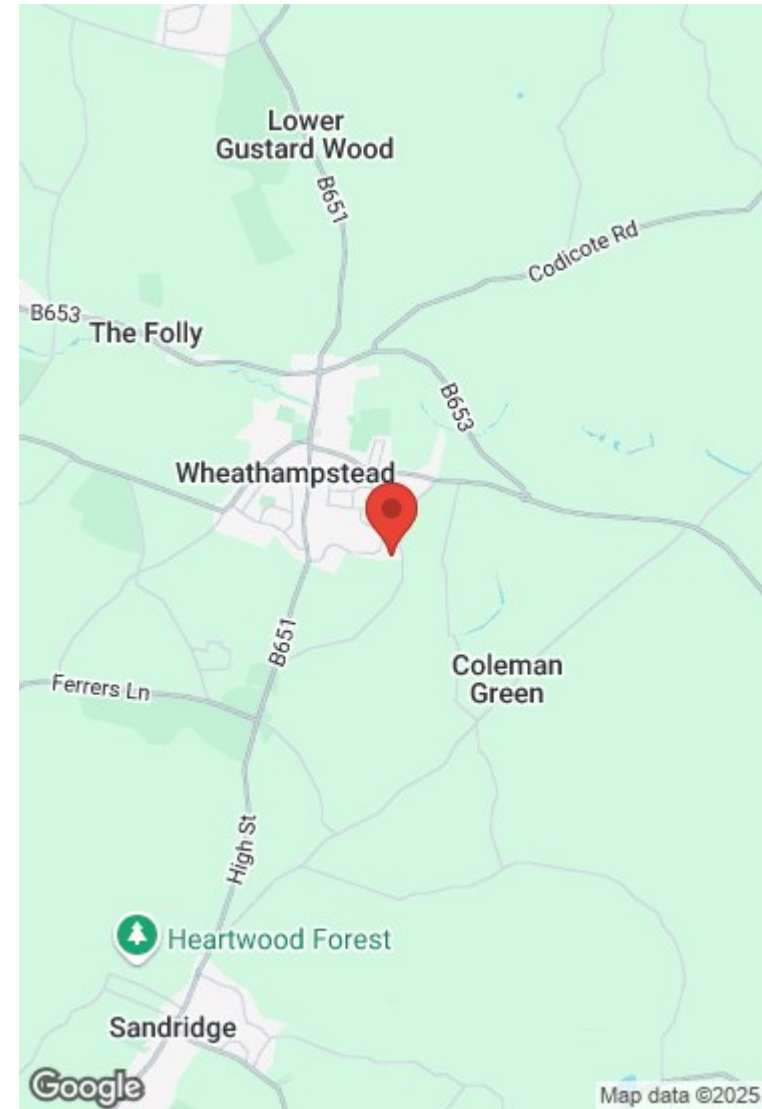 Lower
Gustard Wood
B651
Codicote Rd
B653
The Folly
B653
Wheathampstead
B651
Coleman
Green
Ferrers Ln
High St
Heartwood Forest
Sandridge
Google
Map data ©2025